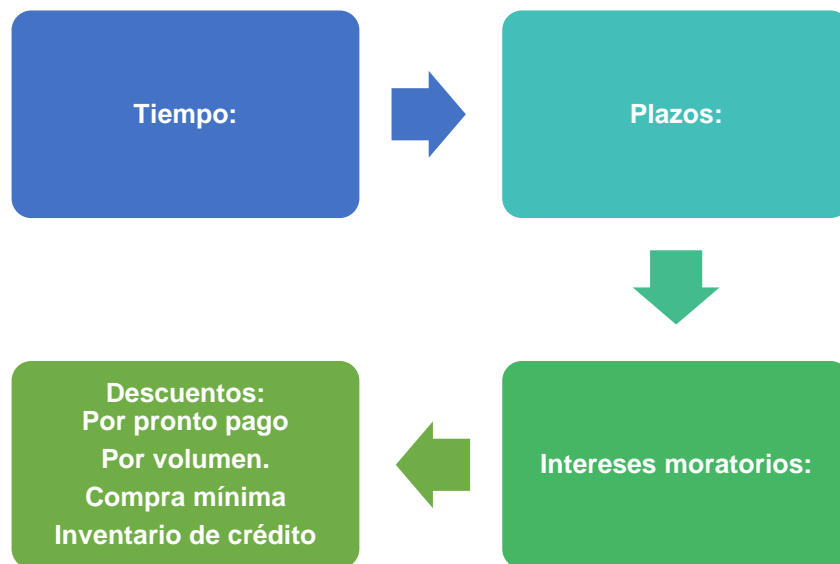 Tiempo:
Plazos:
Intereses moratorios:
Descuentos:
Por pronto pago
Por volumen.
Compra mínima
Inventario de crédito